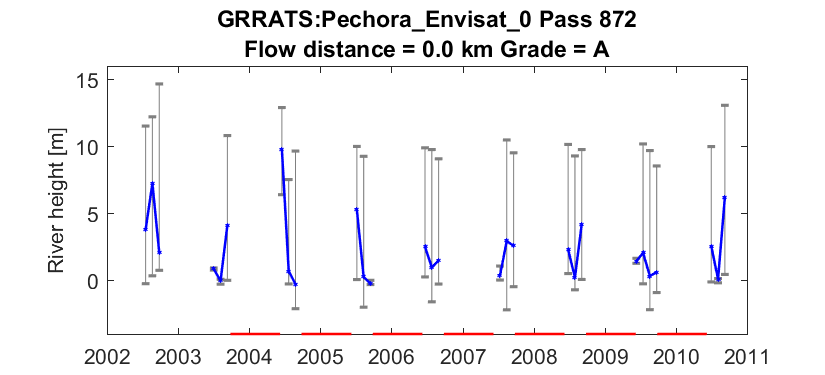 GRRATS:Pechora_Envisat_0 Pass 872
Flow distance = 0.0 km Grade = A
River height [m]
15
10
5
0
2002 2003 2004 2005 2006 2007 2008 2009 2010 2011